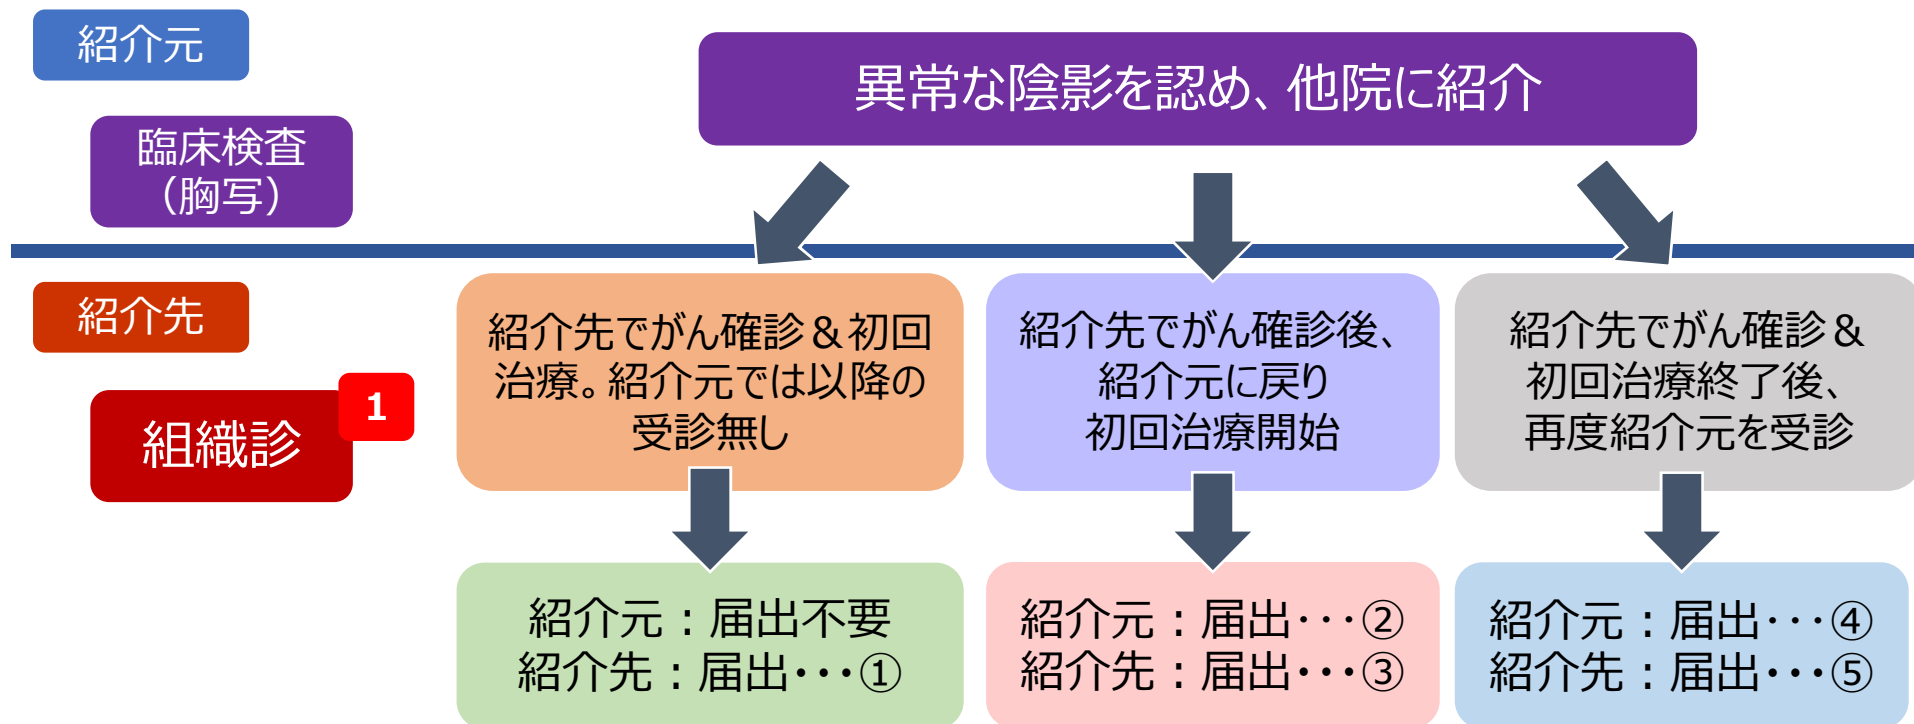 紹介元
異常な陰影を認め、他院に紹介
臨床検査
（胸写）
紹介先
組織診
1
紹介先でがん確診＆初回
治療。紹介元では以降の
受診無し
紹介先でがん確診後、
紹介元に戻り
初回治療開始
紹介先でがん確診＆
初回治療終了後、
再度紹介元を受診
紹介元：届出不要
紹介先：届出・・・①
紹介元：届出・・・②
紹介先：届出・・・③
紹介元：届出・・・④
紹介先：届出・・・⑤